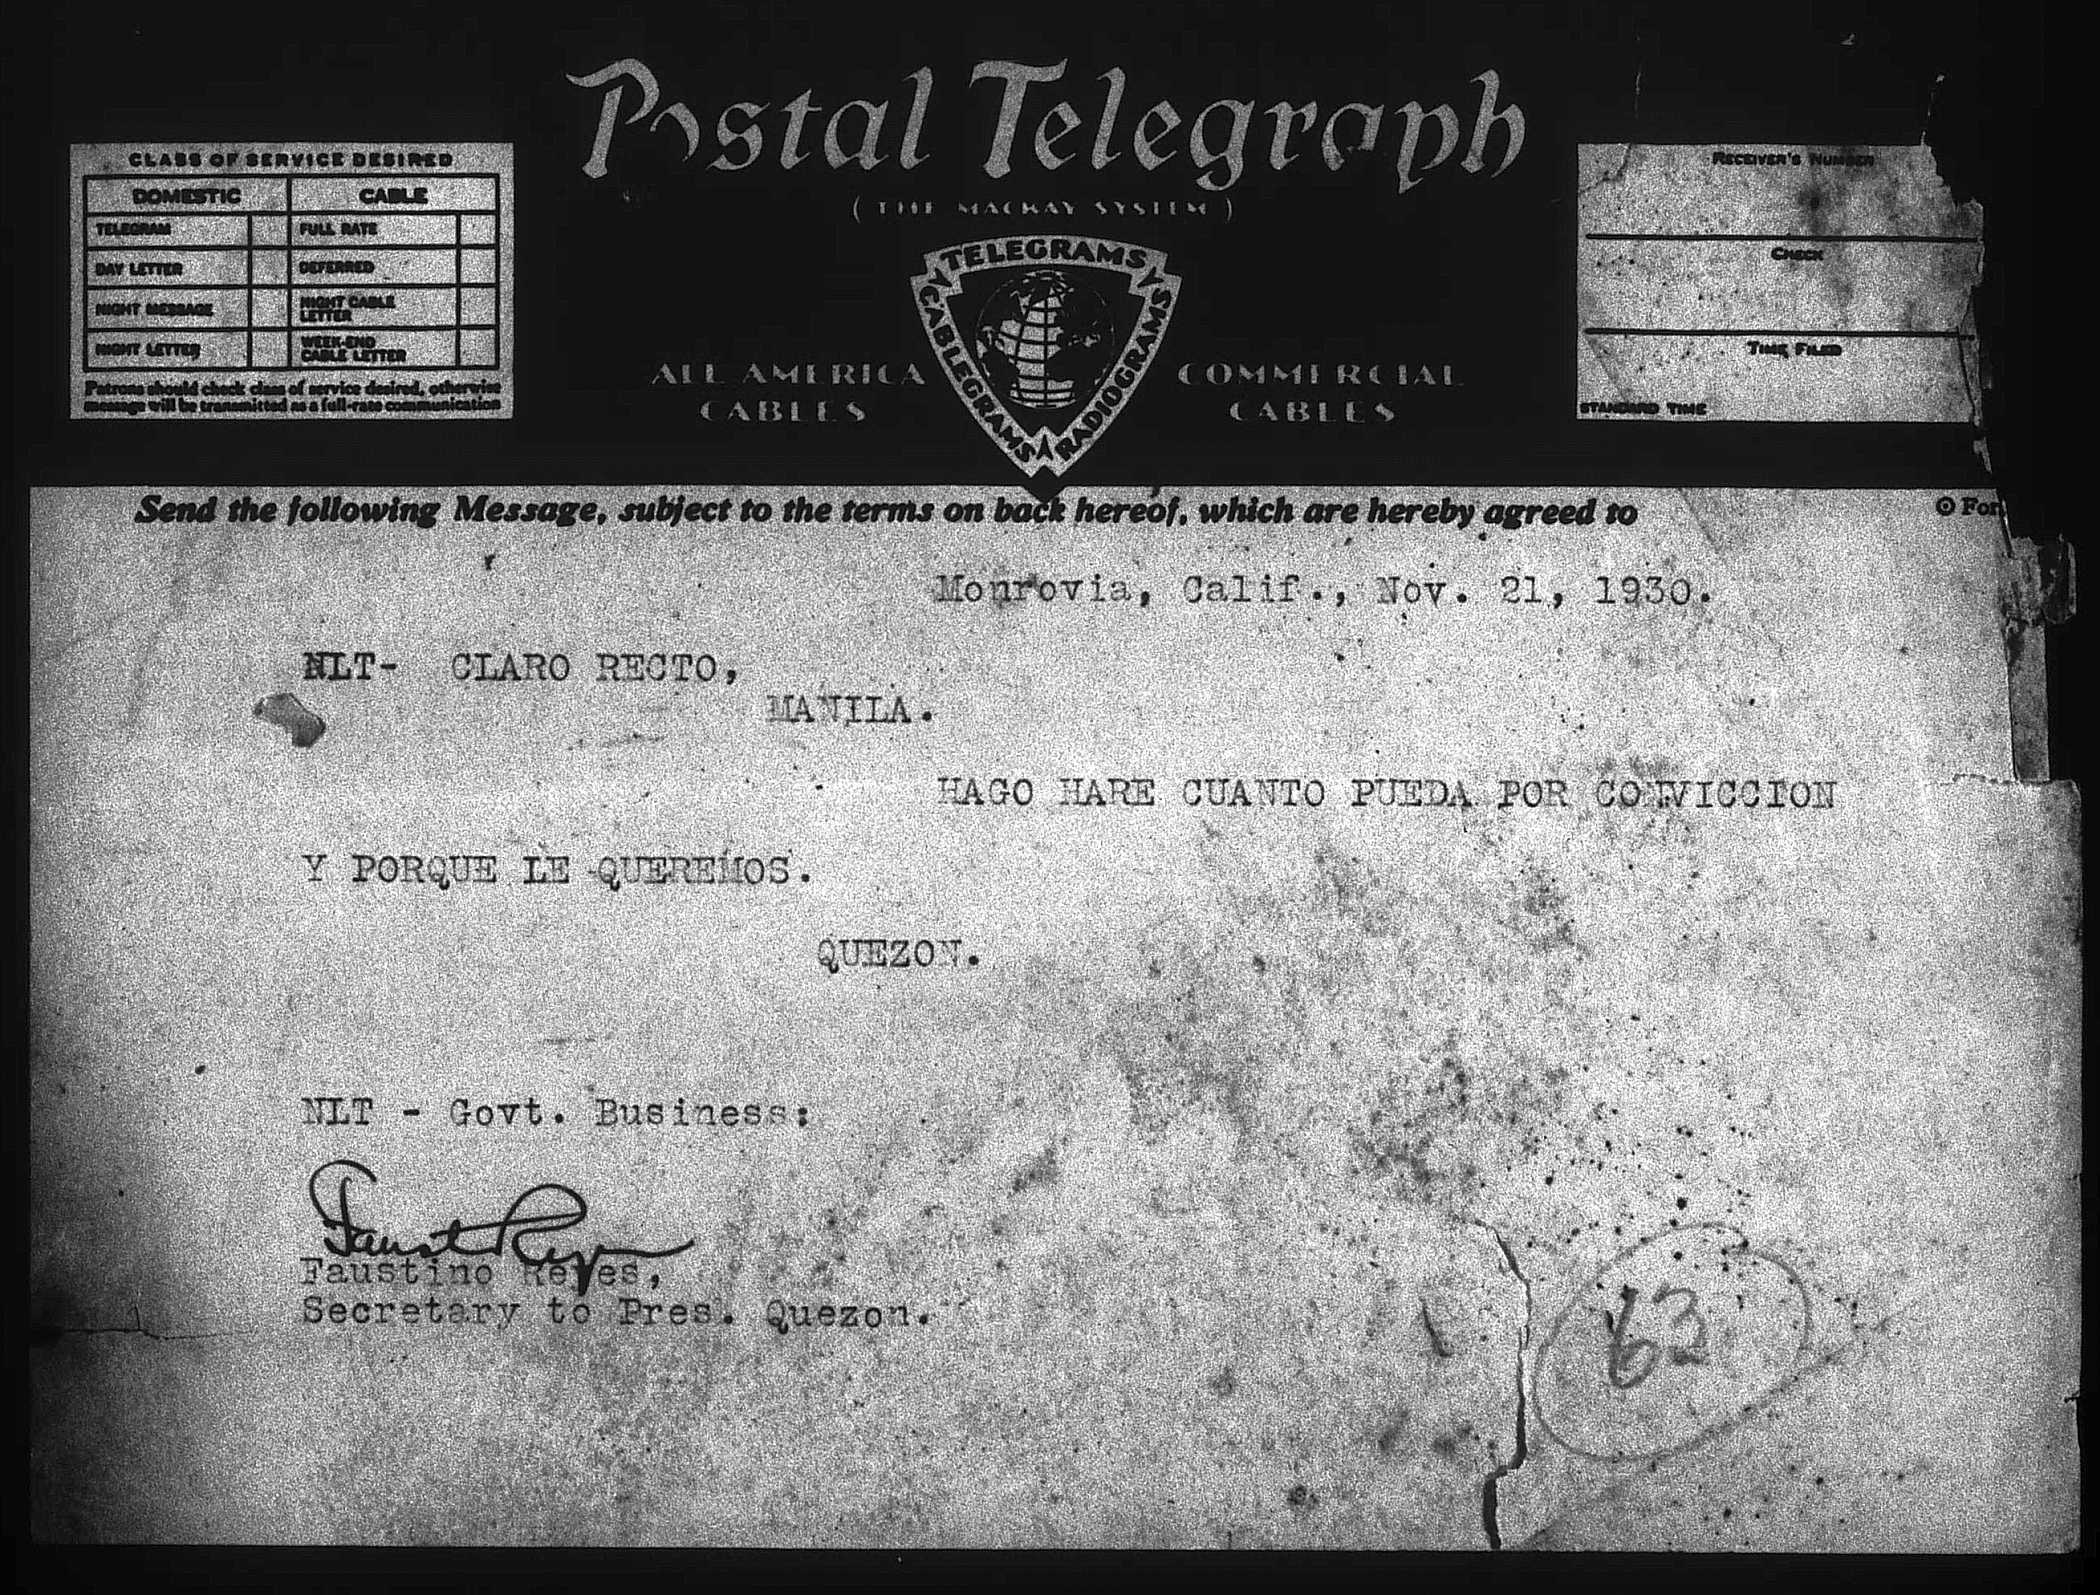 Postal Telegraph
(THE MACKAY SYSTEM)
CLASS OF SERVICE DESIRED
DOMESTIC CABLE
TELEGRAM FULL RATE
DAY LETTER DEFERRED
NIGHT MESSAGE NIGHT CABLE LETTER
NIGHT LETTER WEEK-END CABLE LETTER
Patrons should check class of service desired, otherwise
message will be transmitted as a full-rate communication
TELEGRAMS
CABLEGRAMS
RADIOGRAMS
ALL AMERICA
CABLES
COMMERCIAL
CABLES
RECEIVER'S NUMBER
CHECK
TIME FILED
STANDARD TIME
Send the following Message, subject to the terms on back hereof, which are hereby agreed to
Monrovia, Calif., Nov. 21, 1930.
NLT- CLARO RECTO,
MANILA.
HAGO HARE CUANTO PUEDA POR CONVICCION
Y PORQUE LE QUEREMOS.
QUEZON.
NLT - Govt. Business:
Faust Reyes
Faustino Reyes,
Secretary to Pres. Quezon.
63